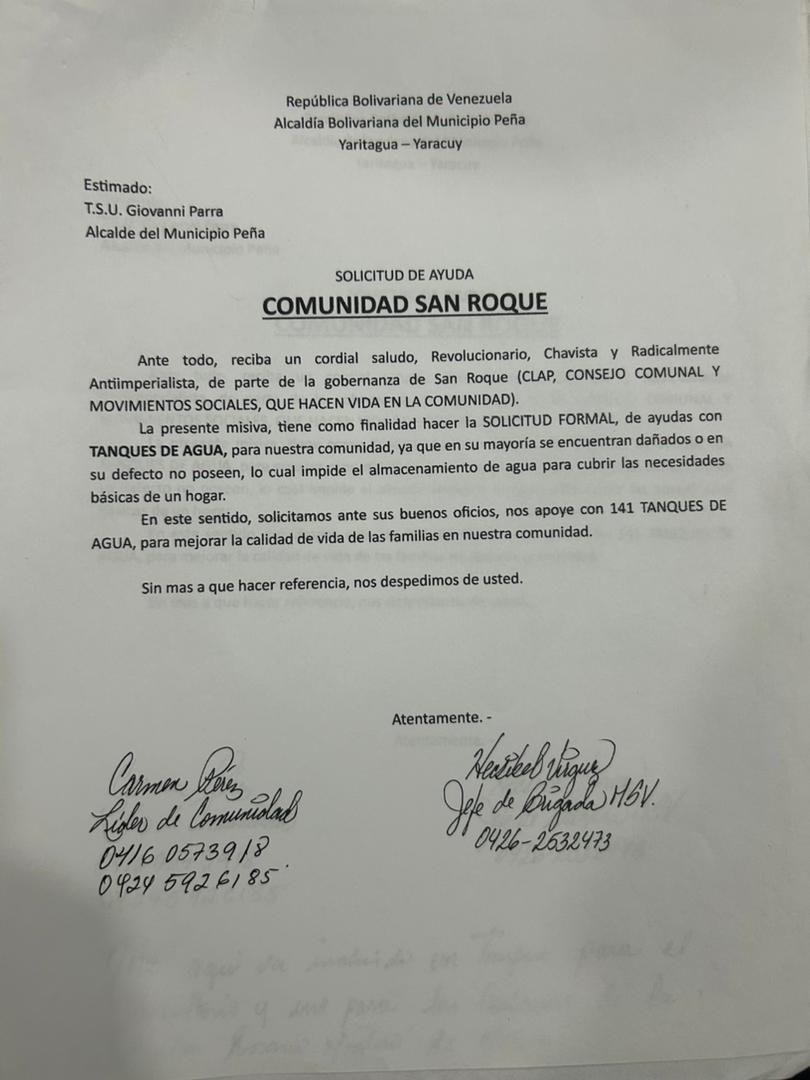 República Bolivariana de Venezuela
Alcaldía Bolivariana del Municipio Peña
Yaritagua – Yaracuy
Estimado:
T.S.U. Giovanni Parra
Alcalde del Municipio Peña
SOLICITUD DE AYUDA
COMUNIDAD SAN ROQUE
Ante todo, reciba un cordial saludo, Revolucionario, Chavista y Radicalmente
Antiimperialista, de parte de la gobernanza de San Roque (CLAP, CONSEJO COMUNAL Y
MOVIMIENTOS SOCIALES, QUE HACEN VIDA EN LA COMUNIDAD).
La presente misiva, tiene como finalidad hacer la SOLICITUD FORMAL, de ayudas con
TANQUES DE AGUA, para nuestra comunidad, ya que en su mayoría se encuentran dañados o en
su defecto no poseen, lo cual impide el almacenamiento de agua para cubrir las necesidades
básicas de un hogar.
En este sentido, solicitamos ante sus buenos oficios, nos apoye con 141 TANQUES DE
AGUA, para mejorar la calidad de vida de las familias en nuestra comunidad.
Sin mas a que hacer referencia, nos despedimos de usted.
Atentamente. -
Carmen Pérez
Líder de Comunidad
0416 0573918
0424 5926185
Jefe de Brigada
0426-2532473